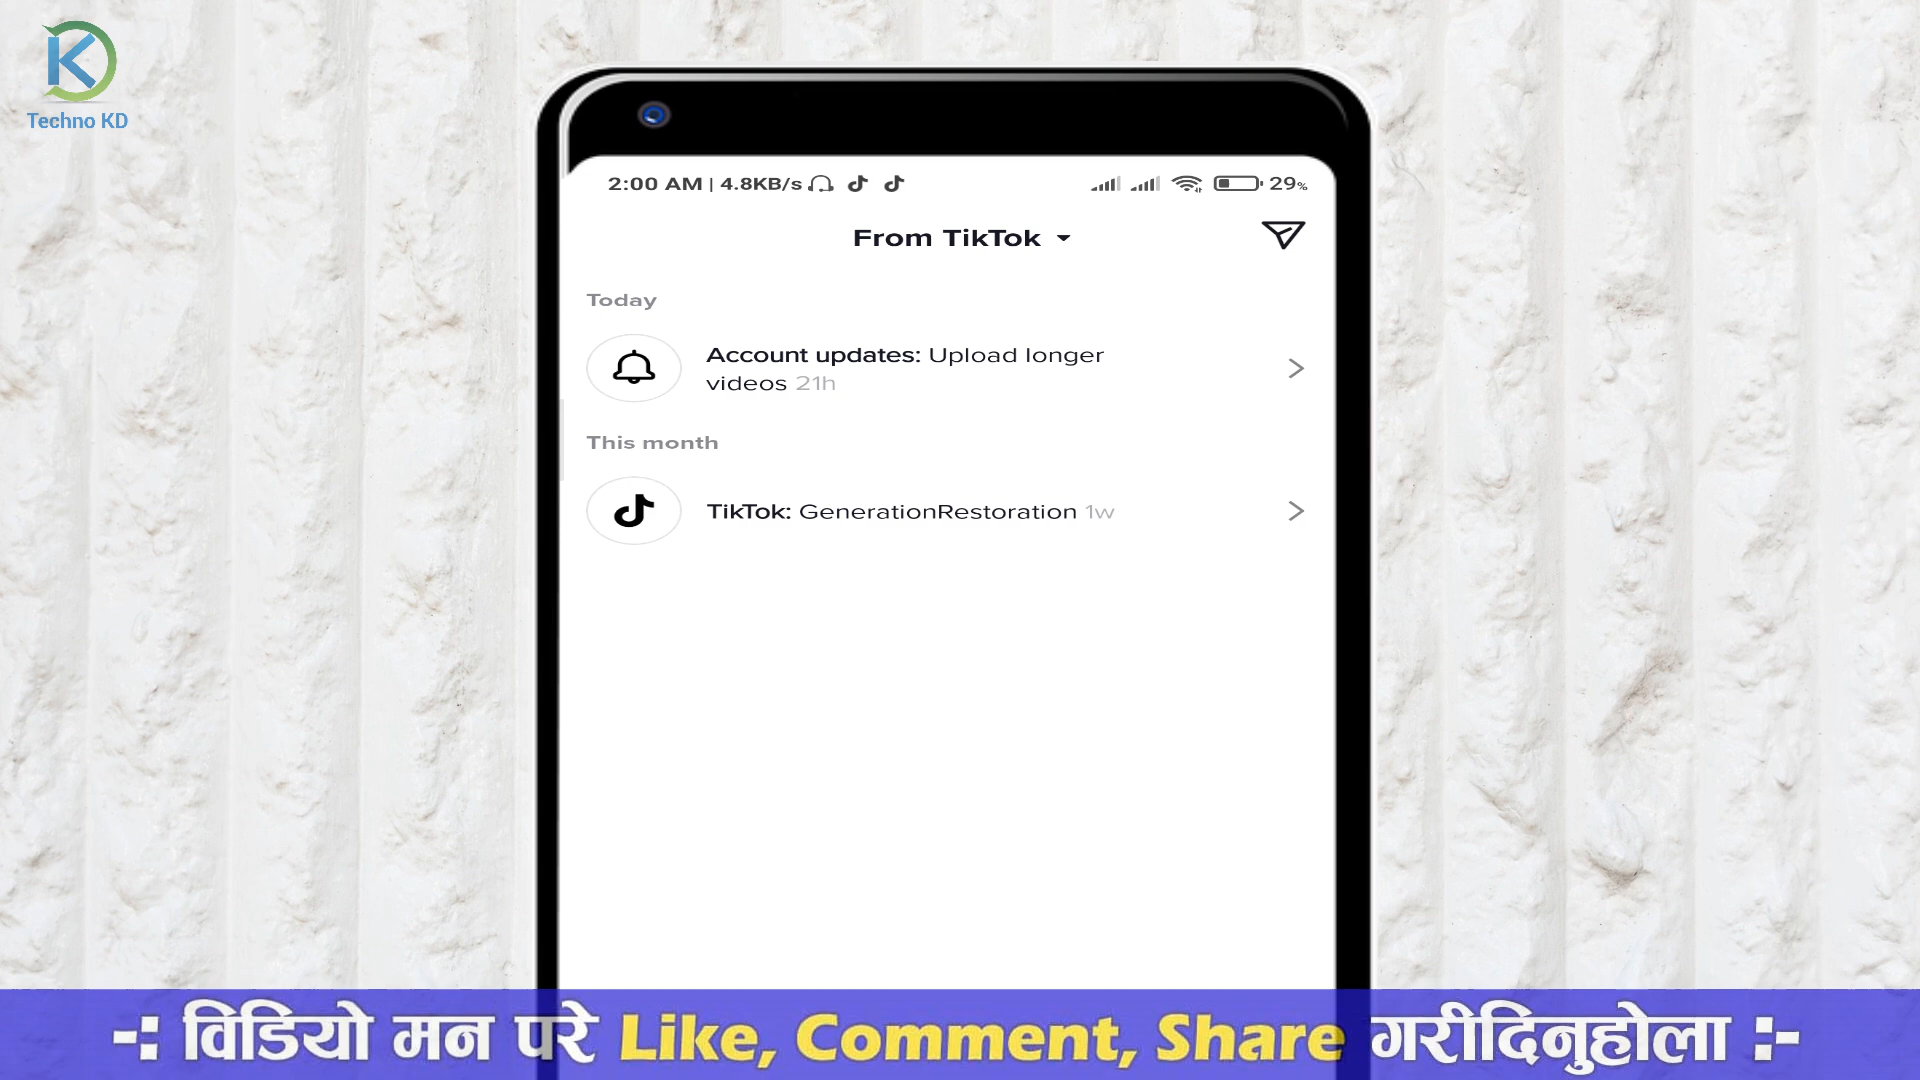 Techno KD
2:00 AM | 4.8KB/s 29%
From TikTok
Today
Account updates: Upload longer
videos 21h
This month
TikTok: GenerationRestoration 1w
-: विडियो मन परे Like, Comment, Share गरीदिनुहोला :-